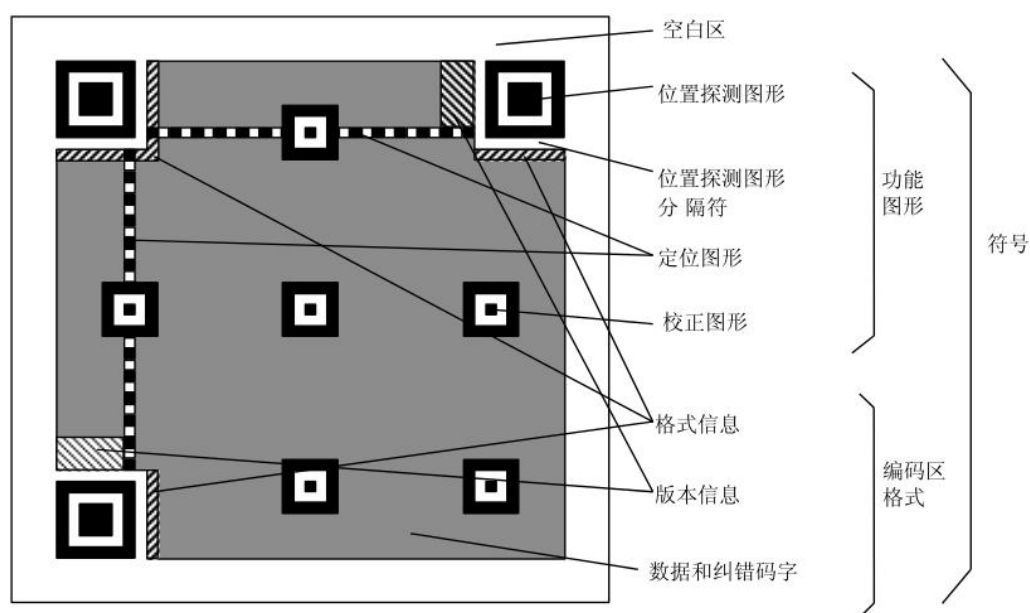 空白区
位置探测图形
位置探测图形
分 隔符
功能
图形
符号
定位图形
校正图形
格式信息
编码区
格式
版本信息
数据和纠错码字